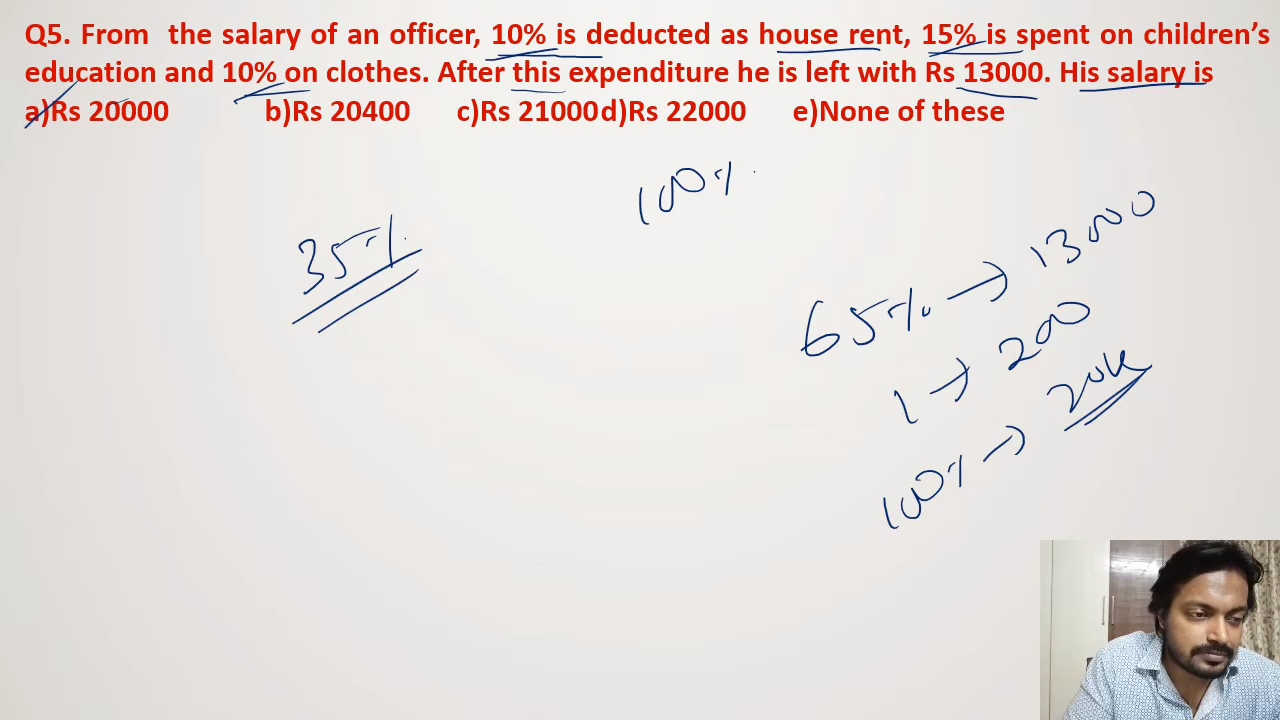 Q5. From the salary of an officer, 10% is deducted as house rent, 15% is spent on children's
education and 10% on clothes. After this expenditure he is left with Rs 13000. His salary is
a)Rs 20000 b)Rs 20400 c)Rs 21000d)Rs 22000 e)None of these
100%
35%
65% → 13000
1 → 200
100% → 20k